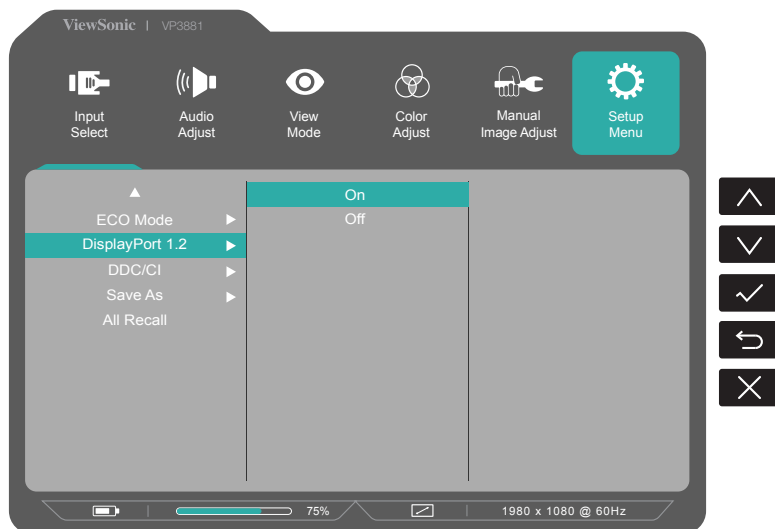 ViewSonic | VP3881
Input Select
Audio Adjust
View Mode
Color Adjust
Manual Image Adjust
Setup Menu
ECO Mode
DisplayPort 1.2
DDC/CI
Save As
All Recall
On
Off
75%
1980 x 1080 @ 60Hz